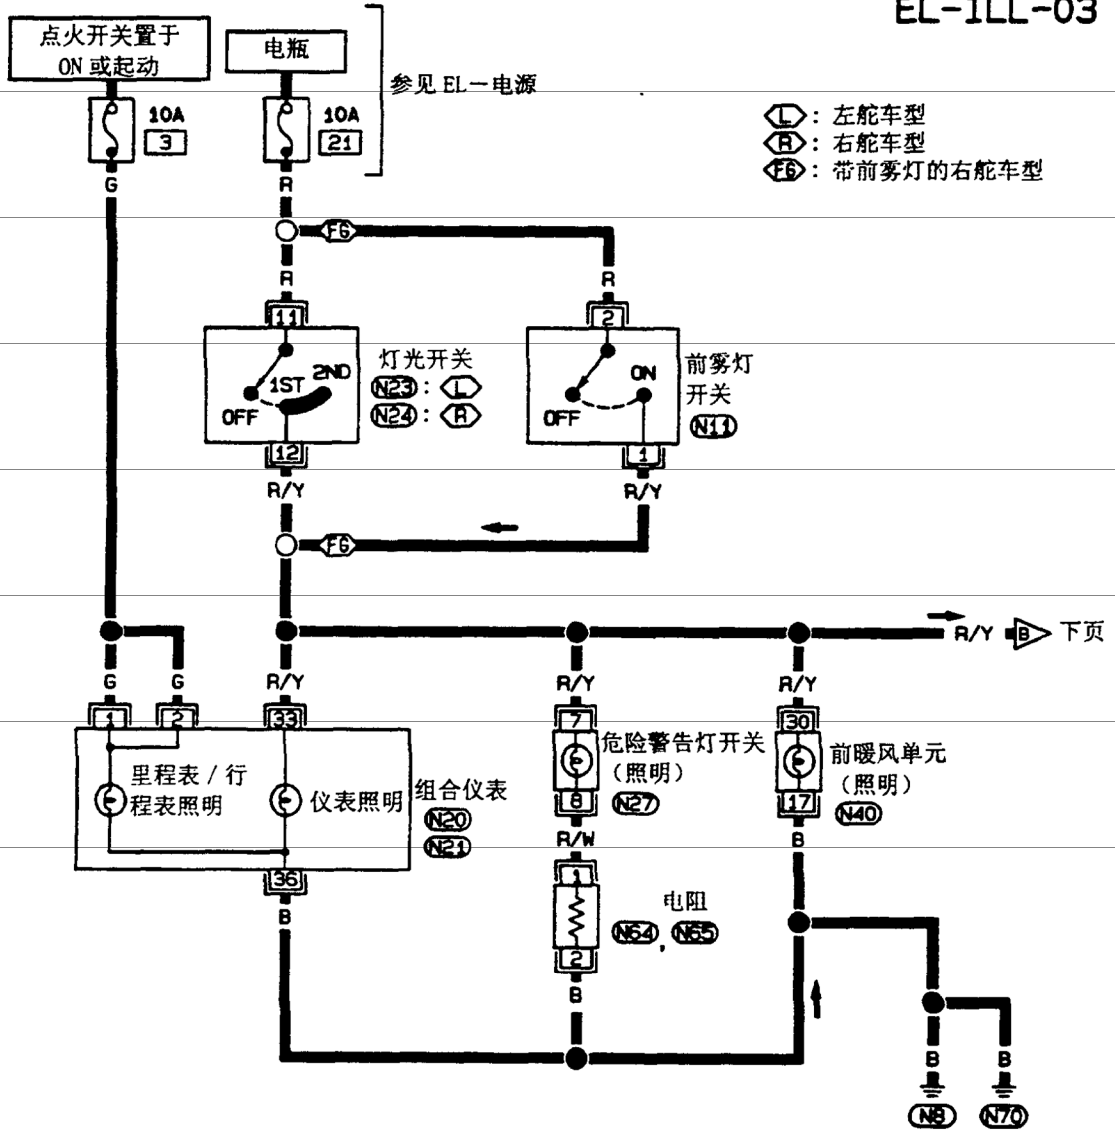 EL-ILL-03
点火开关置于
ON或起动
电瓶
参见EL－电源
10A
3
10A
21
L：左舵车型
R：右舵车型
FG：带前雾灯的右舵车型
G
R
FG
R
R
11
2
灯光开关
N23：L
N24：R
OFF
1ST
2ND
前雾灯
开关
N11
OFF
ON
12
1
R/Y
R/Y
FG
R/Y
B
下页
G
G
R/Y
R/Y
R/Y
1
2
33
7
30
里程表/行
程表照明
仪表照明
组合仪表
N20
N21
危险警告灯开关
（照明）
N27
前暖风单元
（照明）
N40
8
17
R/W
B
36
B
1
电阻
N64，N65
2
B
B
B
N8
N70